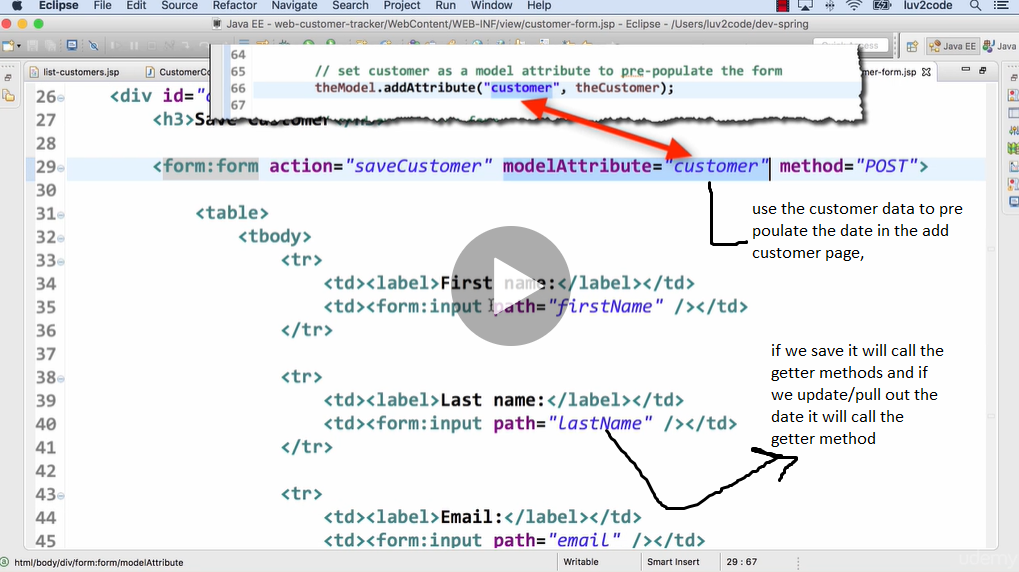 Eclipse File Edit Source Refactor Navigate Search Project Run Window Help luv2code
Java EE - web-customer-tracker/WebContent/WEB-INF/view/customer-form.jsp - Eclipse - /Users/luv2code/dev-spring
Quick Access Java EE Java
list-customers.jsp CustomerCo mer-form.jsp
64
65 // set customer as a model attribute to pre-populate the form
66 theModel.addAttribute("customer", theCustomer);
67
26 <div id="
27 <h3>Save Customer</h3>
28
29 <form:form action="saveCustomer" modelAttribute="customer" method="POST">
30
31 <table>
32 <tbody>
33 <tr>
34 <td><label>First name:</label></td>
35 <td><form:input path="firstName" /></td>
36 </tr>
37
38 <tr>
39 <td><label>Last name:</label></td>
40 <td><form:input path="lastName" /></td>
41 </tr>
42
43 <tr>
44 <td><label>Email:</label></td>
45 <td><form:input path="email" /></td>
use the customer data to pre
poulate the date in the add
customer page,
if we save it will call the
getter methods and if
we update/pull out the
date it will call the
getter method
html/body/div/form:form/modelAttribute Writable Smart Insert 29 : 67
udemy